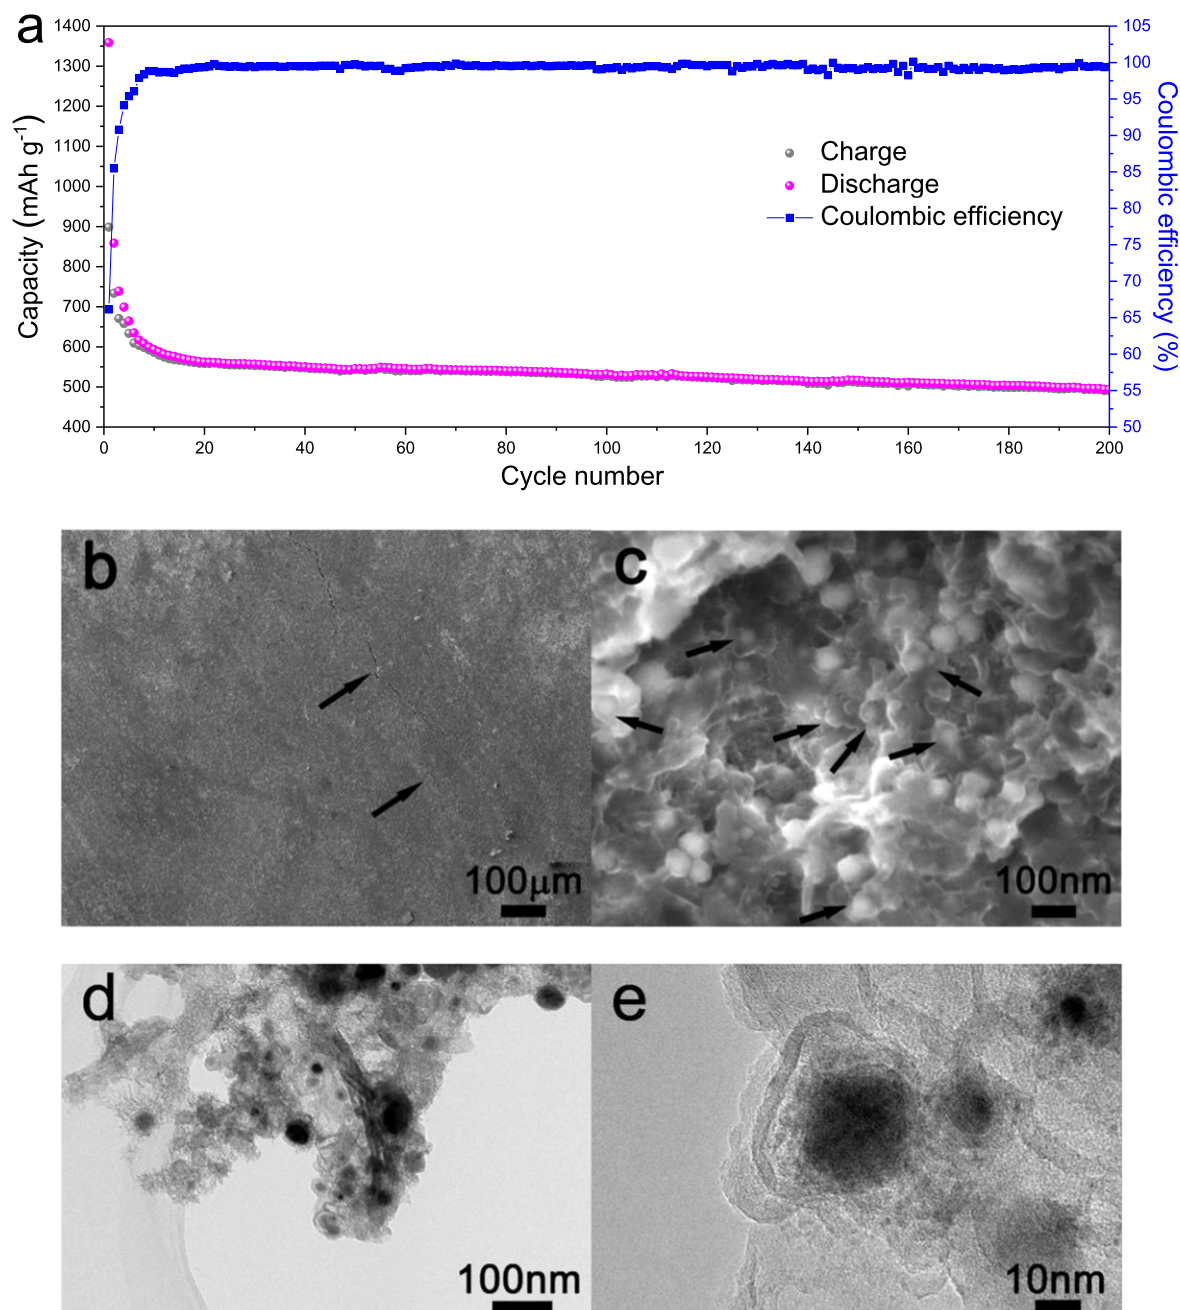 a
1400
1300
1200
1100
1000
900
800
700
600
500
400
Capacity (mAh g⁻¹)
105
100
95
90
85
80
75
70
65
60
55
50
Coulombic efficiency (%)
Charge
Discharge
Coulombic efficiency
0 20 40 60 80 100 120 140 160 180 200
Cycle number
b
100μm
c
100nm
d
100nm
e
10nm